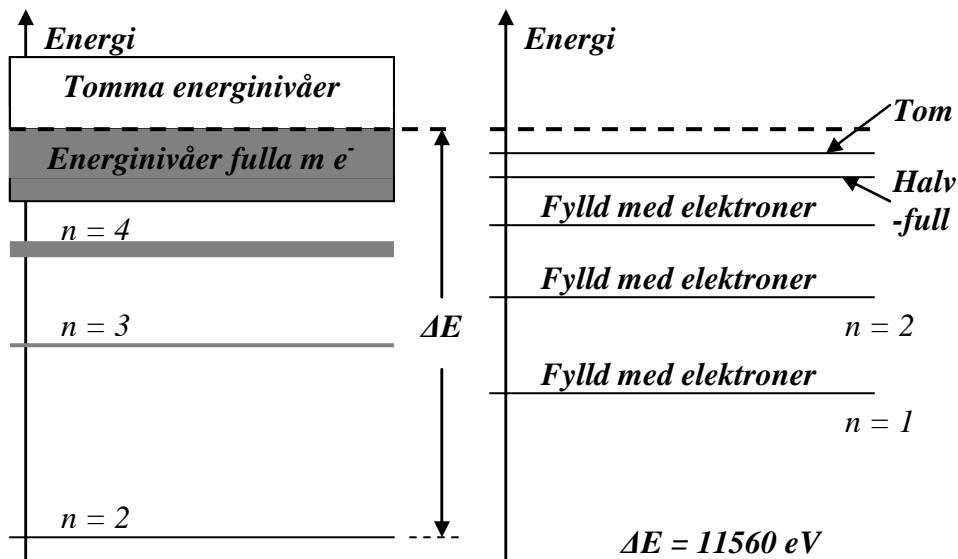 Energi
Tomma energinivåer
Energinivåer fulla m e⁻
n = 4
n = 3
n = 2
ΔE
Energi
Tom
Halv
-full
Fylld med elektroner
Fylld med elektroner
n = 2
Fylld med elektroner
n = 1
ΔE = 11560 eV